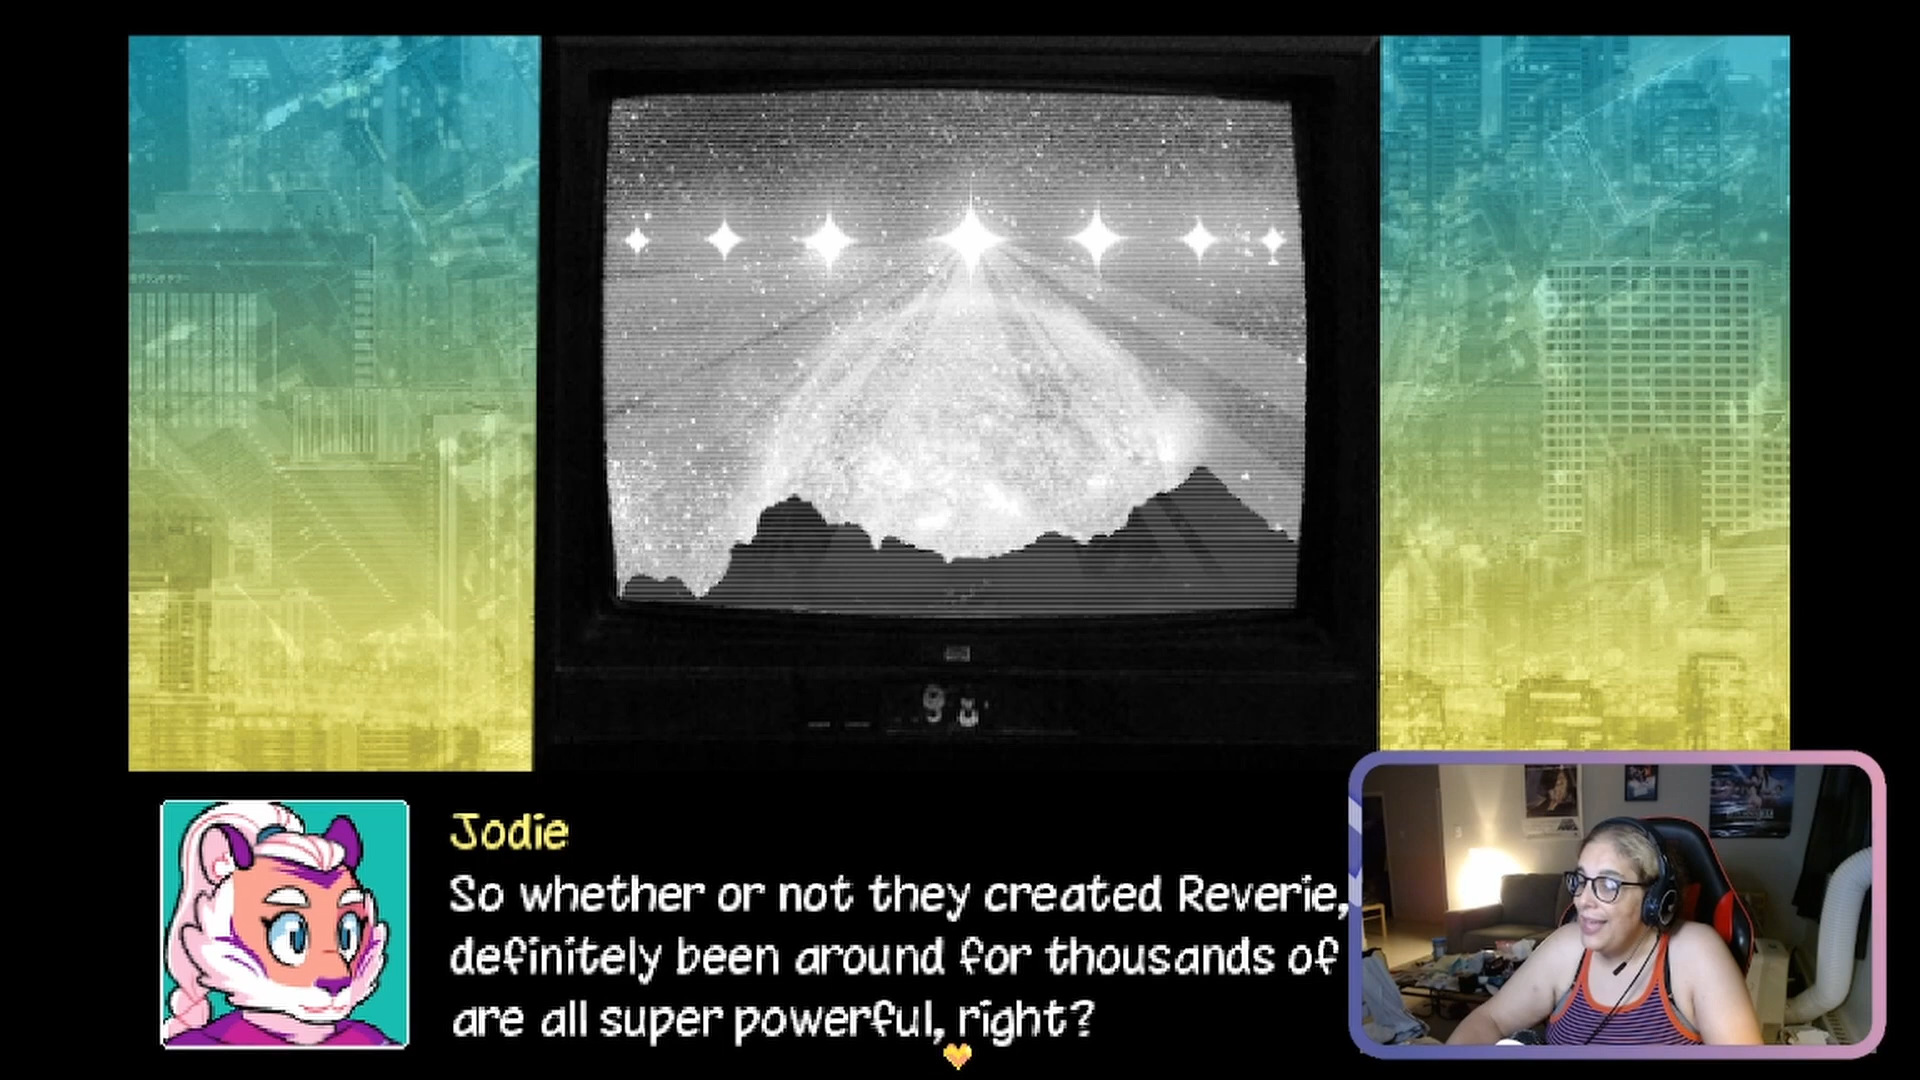 Jodie
So whether or not they created Reverie,
definitely been around for thousands of
are all super powerful, right?